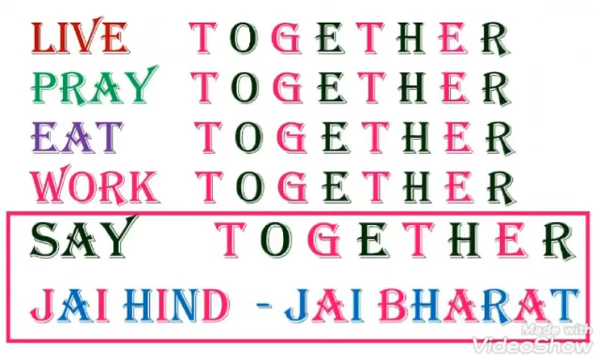 LIVE TOGETHER
PRAY TOGETHER
EAT TOGETHER
WORK TOGETHER
SAY TOGETHER
JAI HIND - JAI BHARAT
Made with
VideoShow